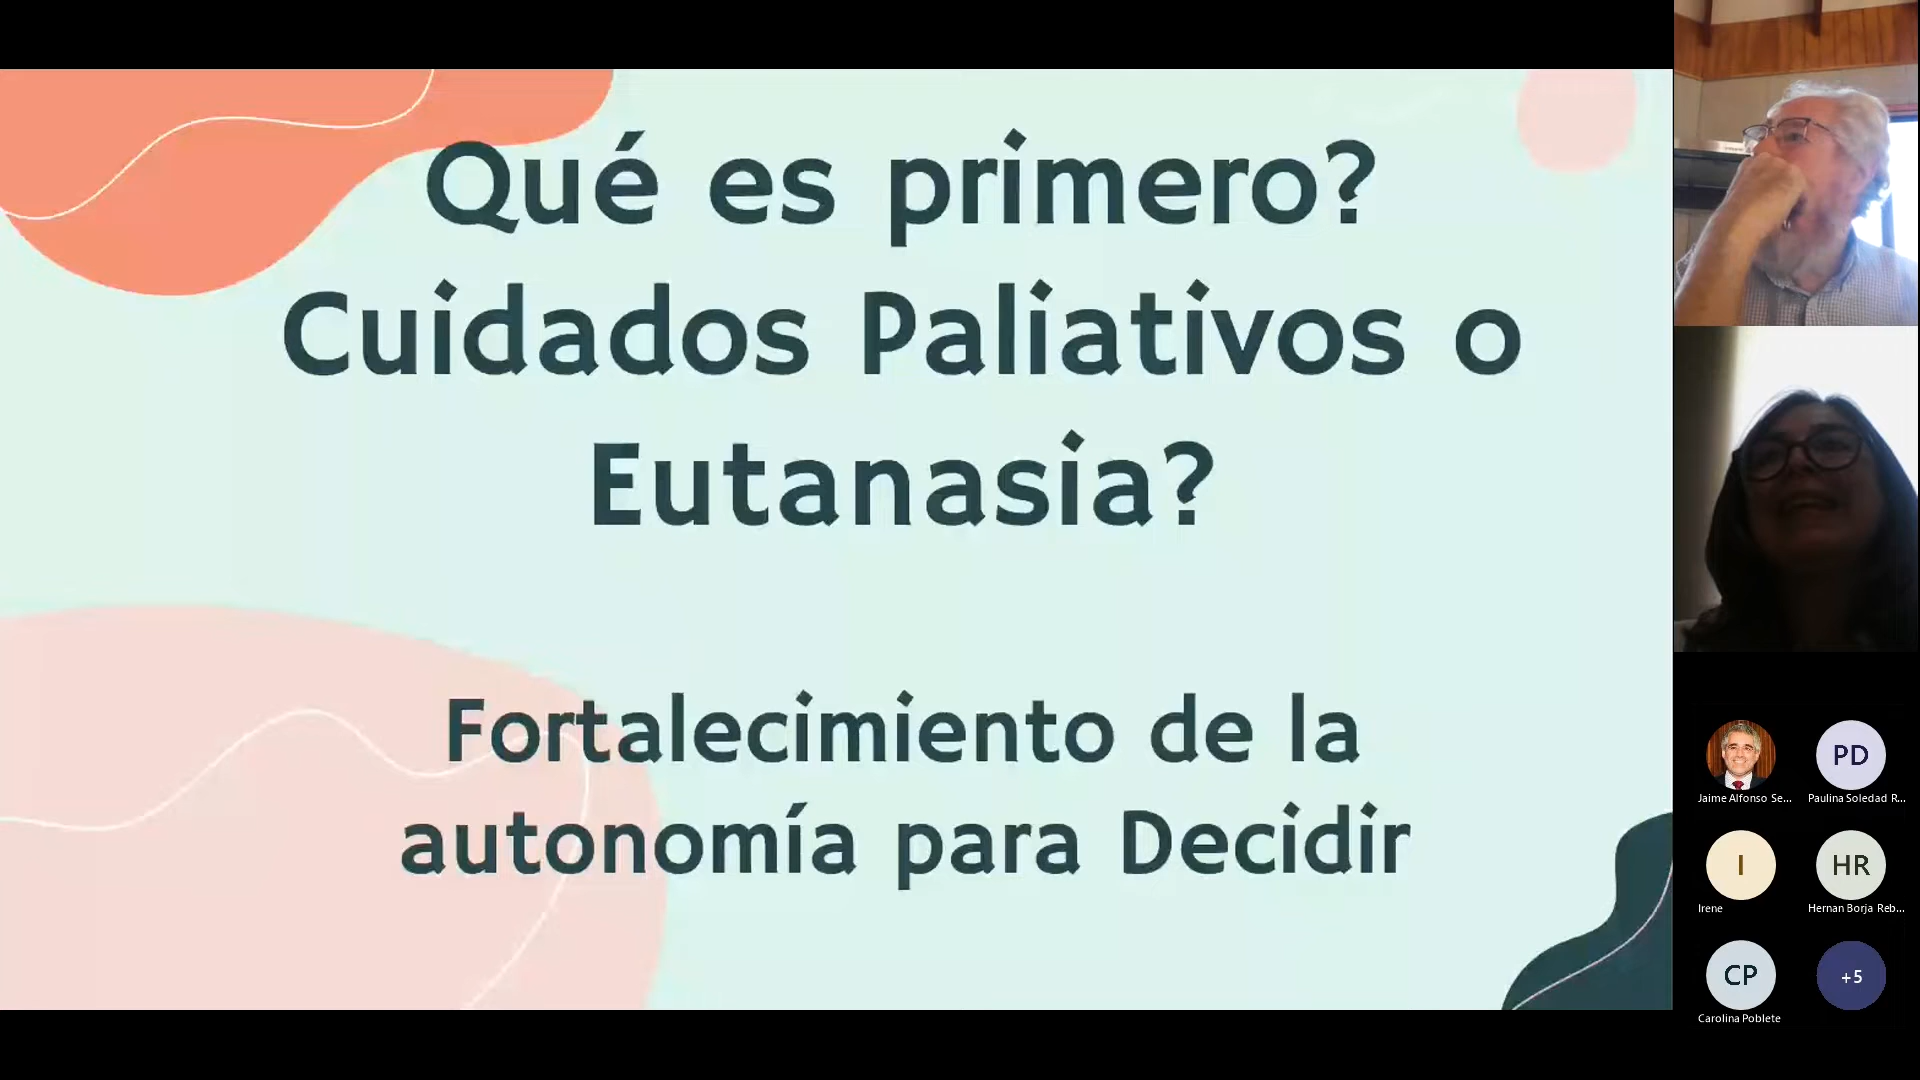 Qué es primero?
Cuidados Paliativos o
Eutanasia?
Fortalecimiento de la
autonomía para Decidir
Jaime Alfonso Se...
PD
Paulina Soledad R...
I
Irene
HR
Hernan Borja Reb...
CP
Carolina Poblete
+5